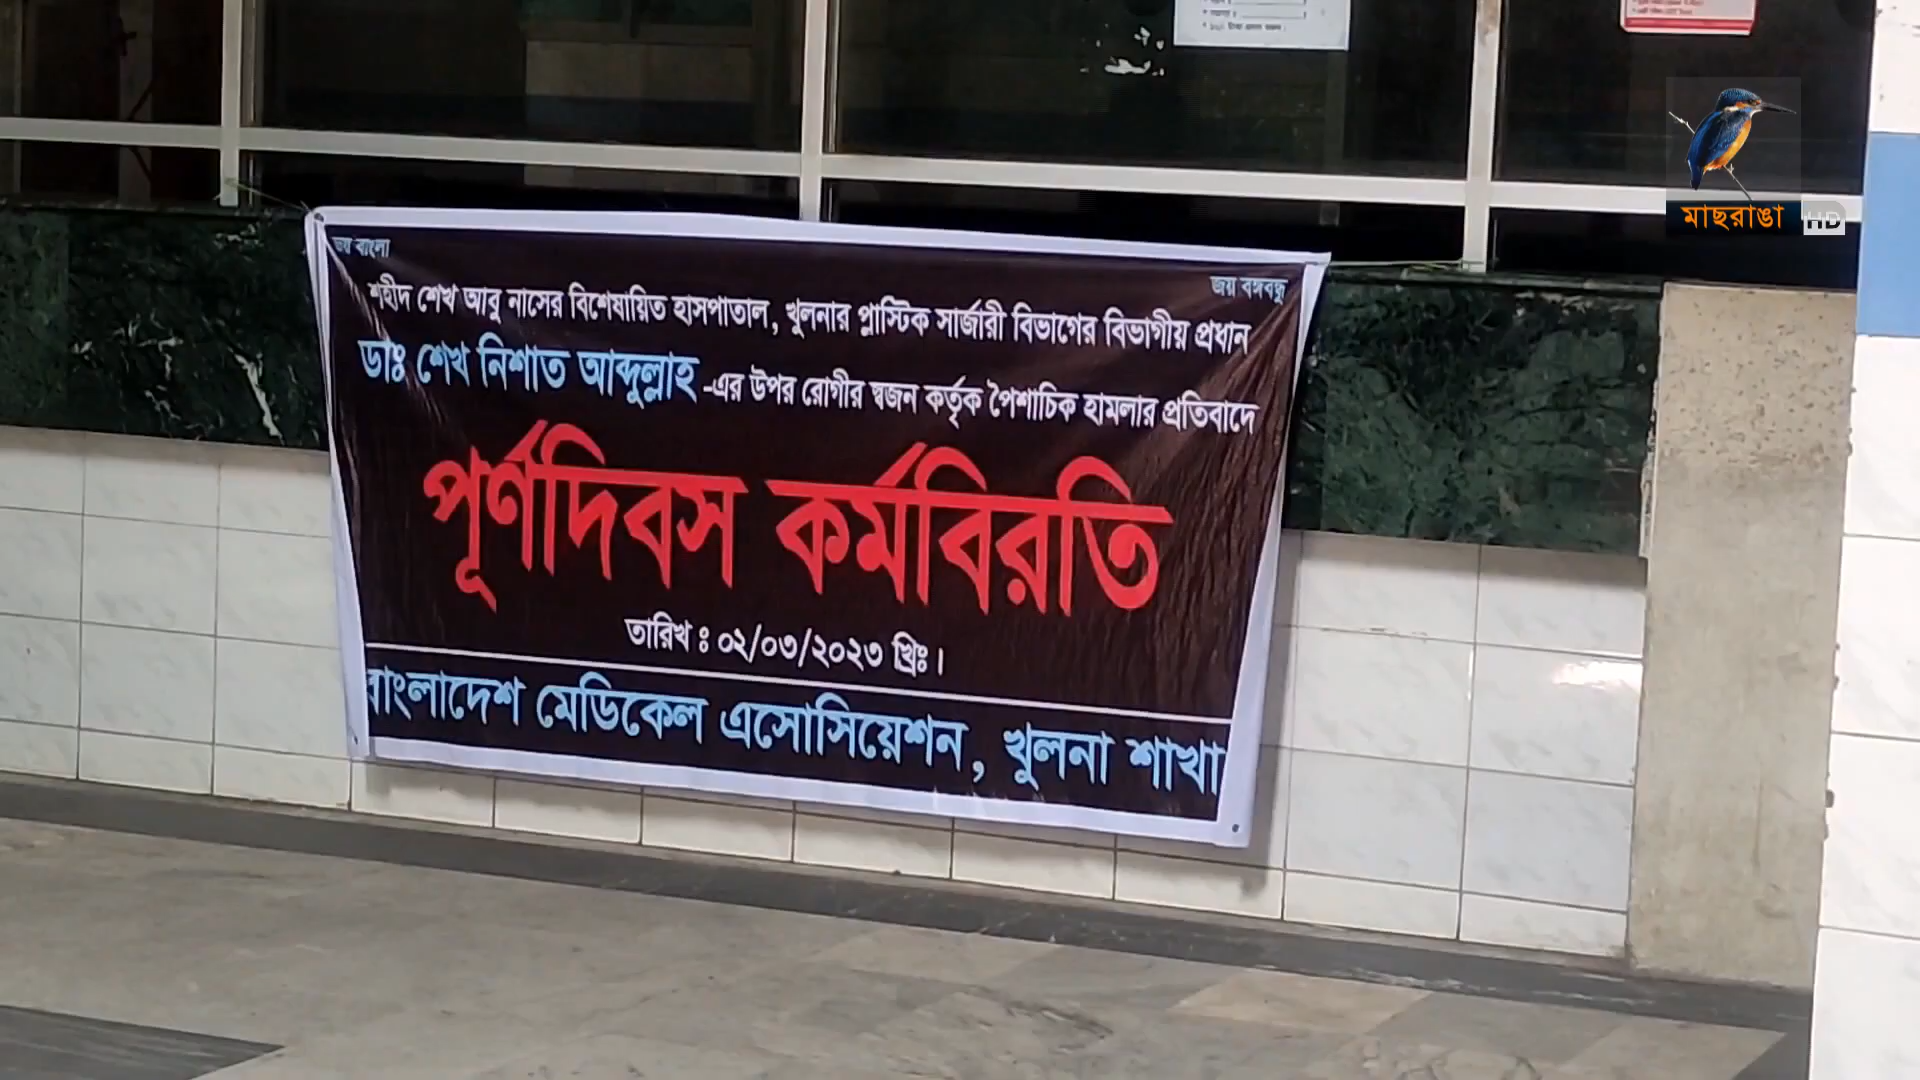 মাছরাঙা HD
জয় বাংলা
জয় বঙ্গবন্ধু
শহীদ শেখ আবু নাসের বিশেষায়িত হাসপাতাল, খুলনার প্লাস্টিক সার্জারী বিভাগের বিভাগীয় প্রধান
ডাঃ শেখ নিশাত আব্দুল্লাহ -এর উপর রোগীর স্বজন কর্তৃক পৈশাচিক হামলার প্রতিবাদে
পূর্ণদিবস কর্মবিরতি
তারিখ ঃ ০২/০৩/২০২৩ খ্রিঃ।
বাংলাদেশ মেডিকেল এসোসিয়েশন, খুলনা শাখা